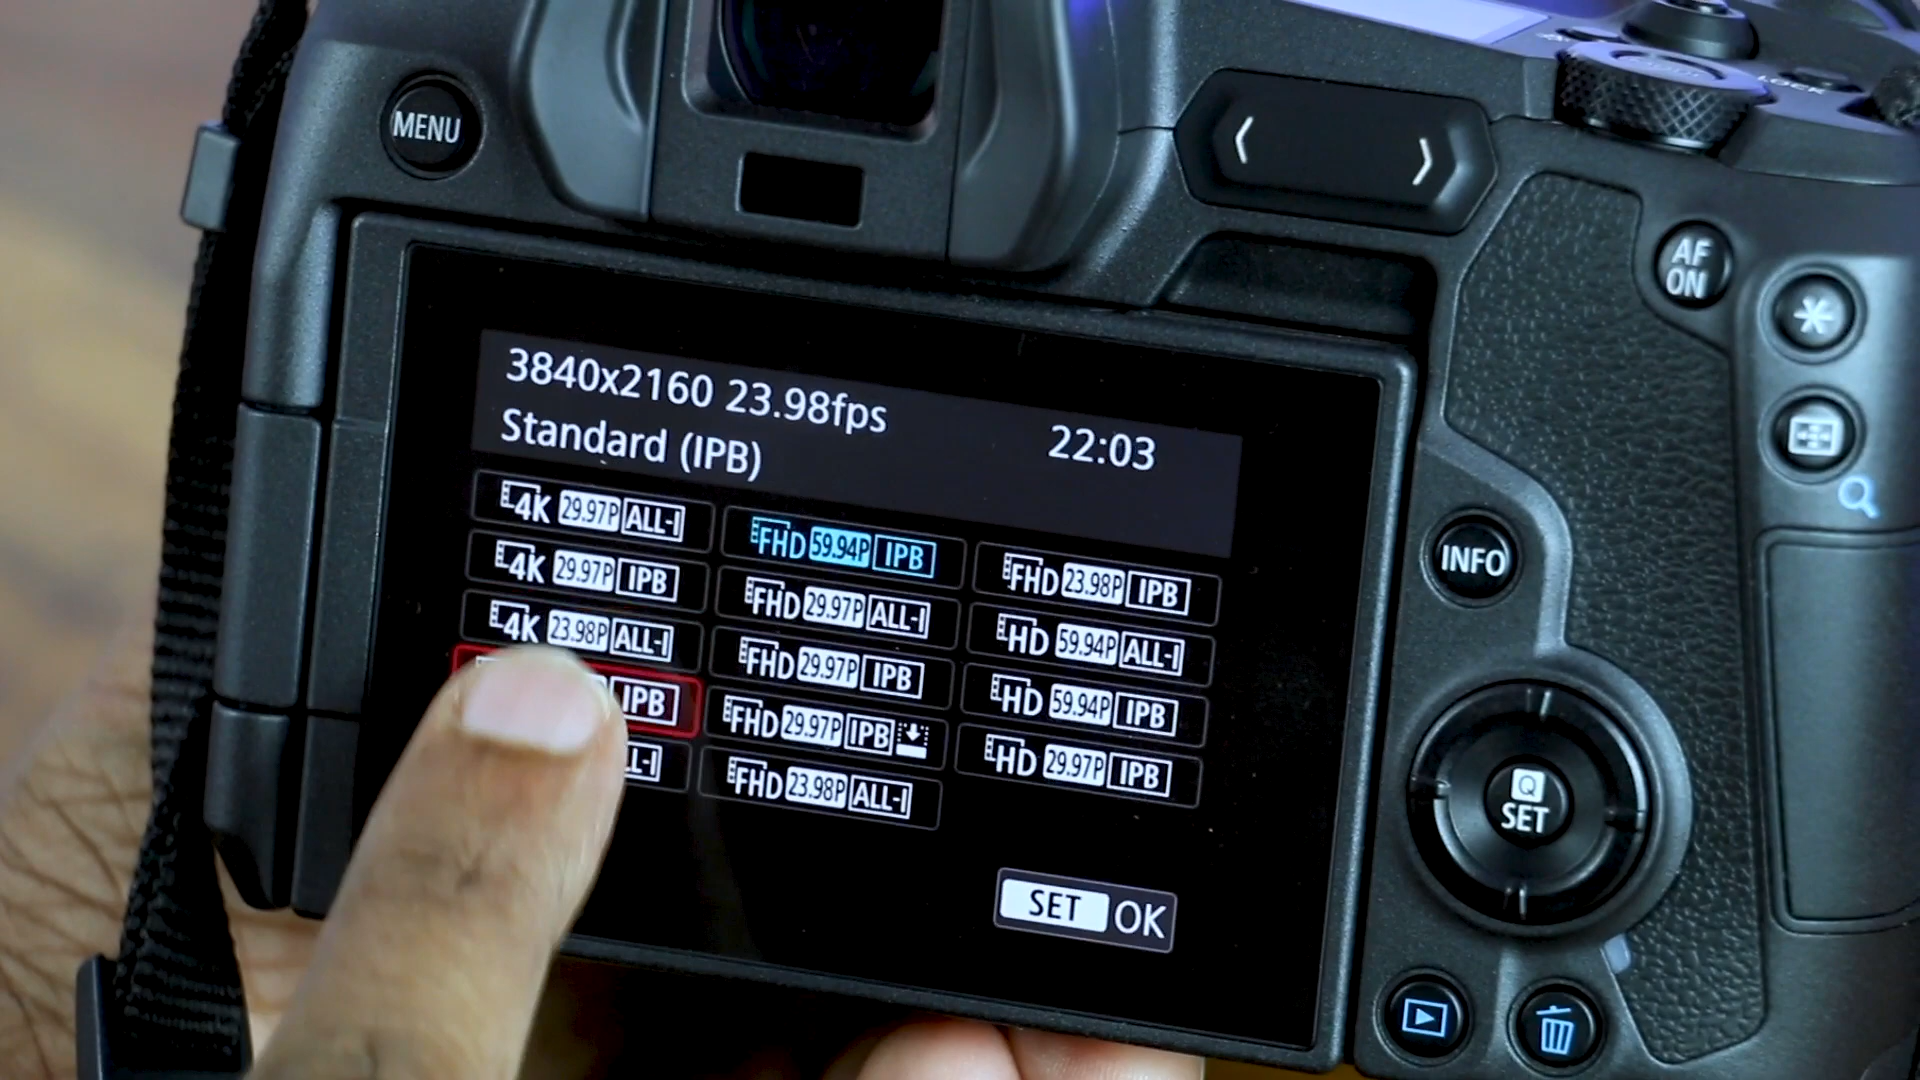 MENU
LOCK
AF
ON
3840x2160 23.98fps
22:03
Standard (IPB)
4K 29.97P ALL-I
4K 29.97P IPB
4K 23.98P ALL-I
IPB
LL-I
FHD 59.94P IPB
FHD 29.97P ALL-I
FHD 29.97P IPB
FHD 29.97P IPB
FHD 23.98P ALL-I
FHD 23.98P IPB
HD 59.94P ALL-I
HD 59.94P IPB
HD 29.97P IPB
SET OK
INFO
Q
SET